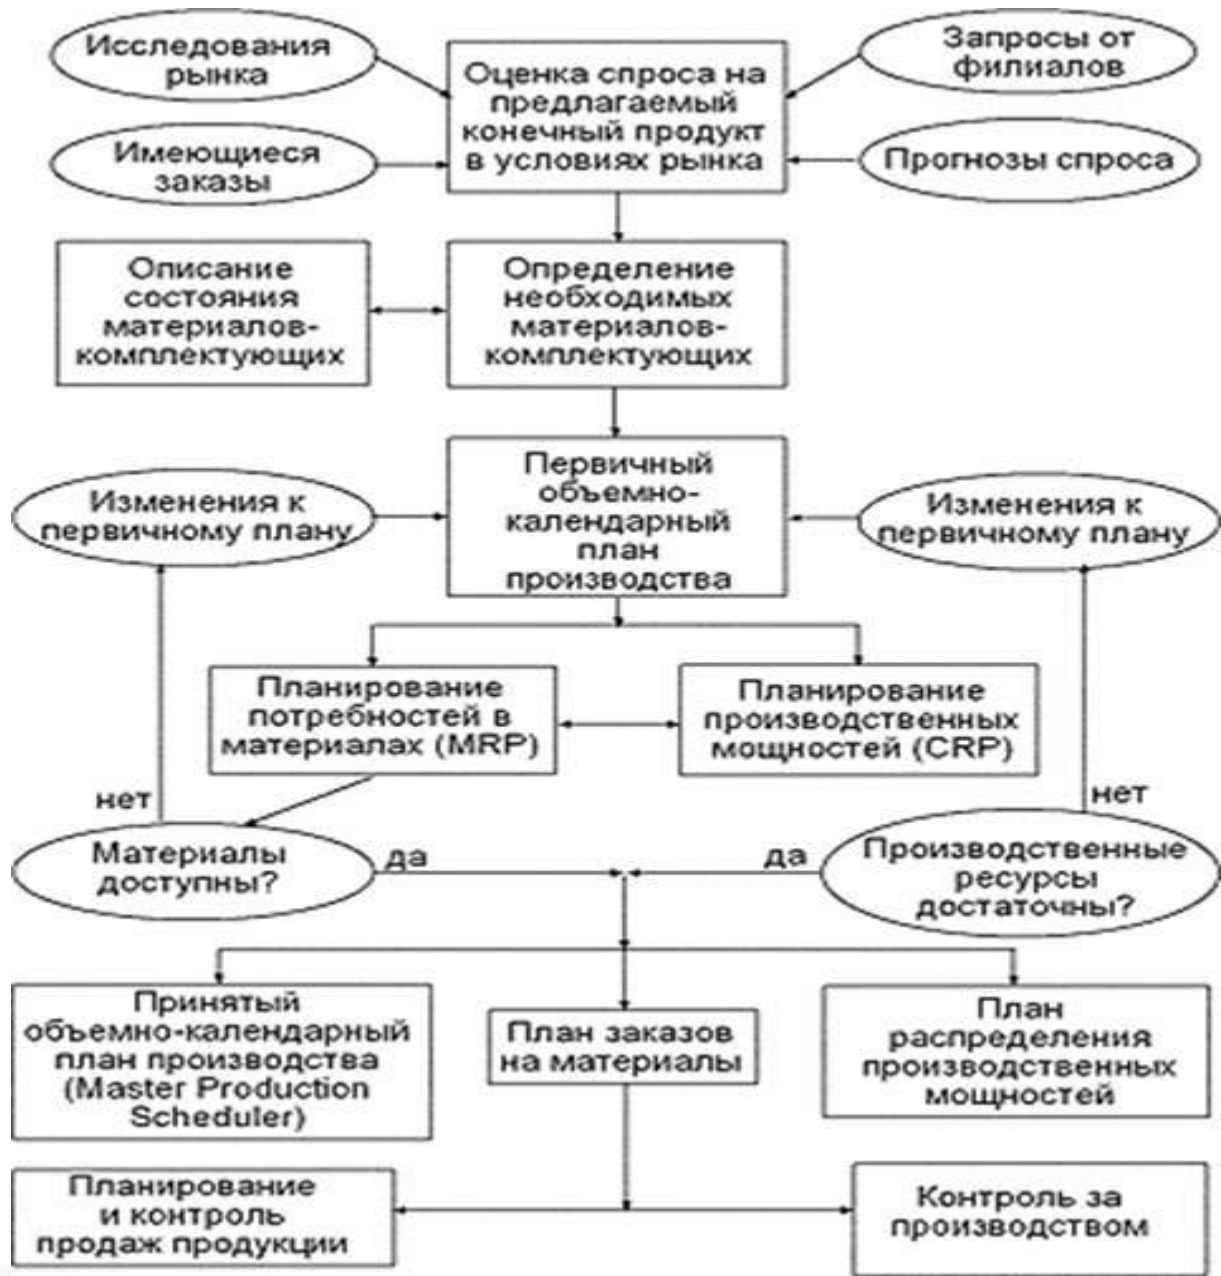 Исследования
рынка
Запросы от
филиалов
Оценка спроса на
предлагаемый
конечный продукт
в условиях рынка
Имеющиеся
заказы
Прогнозы спроса
Описание
состояния
материалов-
комплектующих
Определение
необходимых
материалов-
комплектующих
Первичный
объемно-
календарный
план
производства
Изменения к
первичному плану
Изменения к
первичному плану
Планирование
потребностей в
материалах (MRP)
Планирование
производственных
мощностей (CRP)
нет
нет
Материалы
доступны?
да
да
Производственные
ресурсы
достаточны?
Принятый
объемно-календарный
план производства
(Master Production
Scheduler)
План заказов
на материалы
План
распределения
производственных
мощностей
Планирование
и контроль
продаж продукции
Контроль за
производством